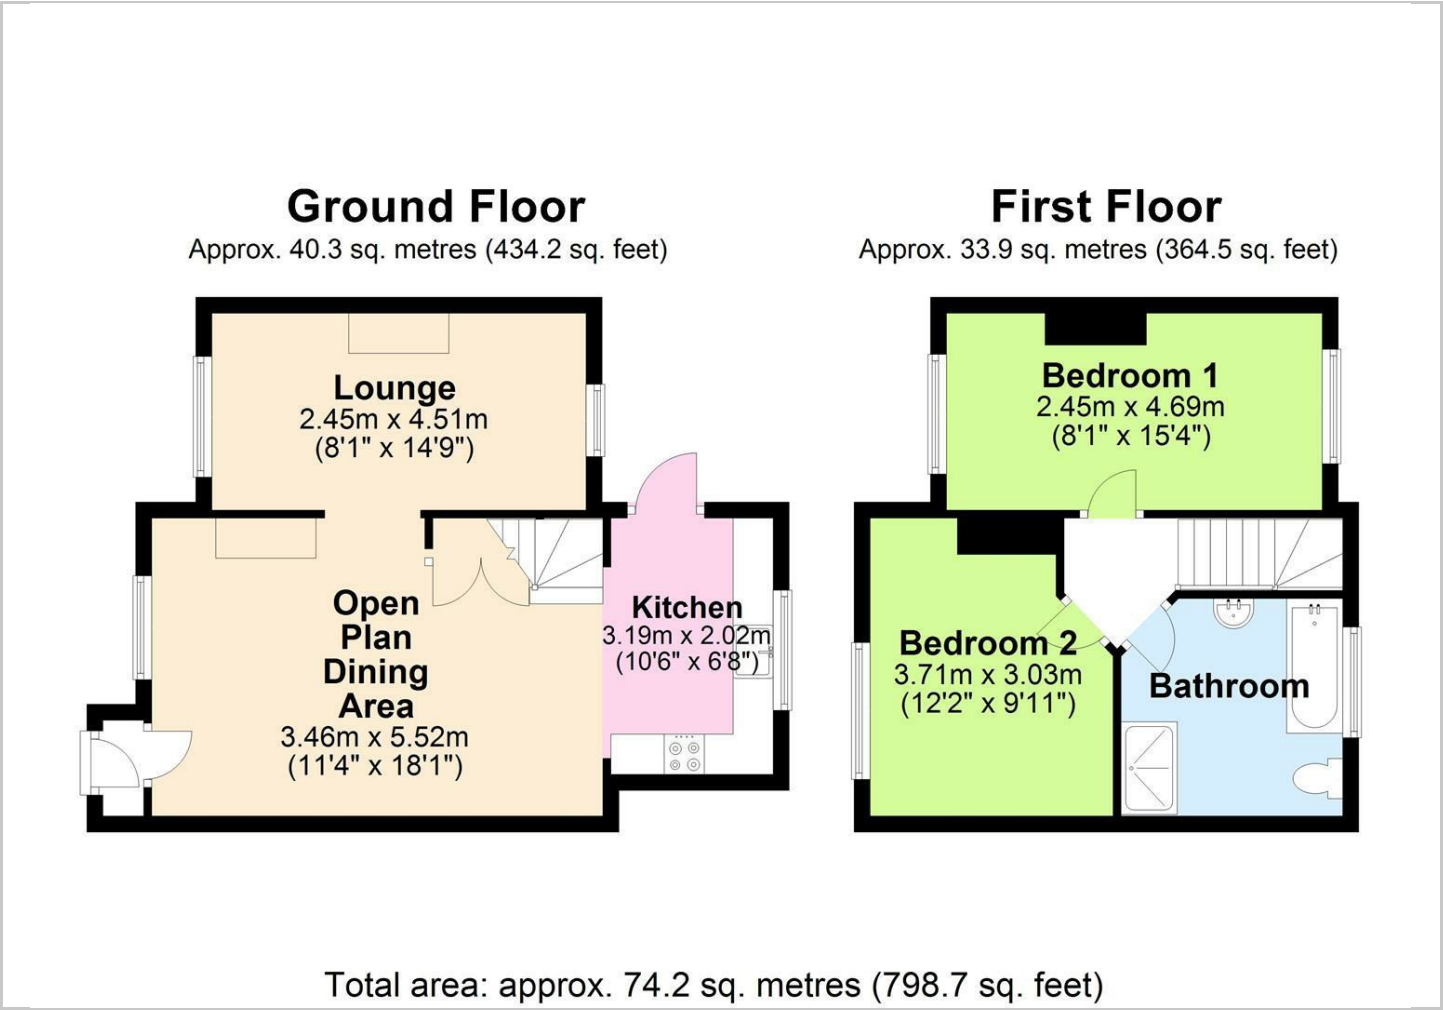 Ground Floor
Approx. 40.3 sq. metres (434.2 sq. feet)
Lounge
2.45m x 4.51m
(8'1" x 14'9")
Open
Plan
Dining
Area
3.46m x 5.52m
(11'4" x 18'1")
Kitchen
3.19m x 2.02m
(10'6" x 6'8")
First Floor
Approx. 33.9 sq. metres (364.5 sq. feet)
Bedroom 1
2.45m x 4.69m
(8'1" x 15'4")
Bedroom 2
3.71m x 3.03m
(12'2" x 9'11")
Bathroom
Total area: approx. 74.2 sq. metres (798.7 sq. feet)